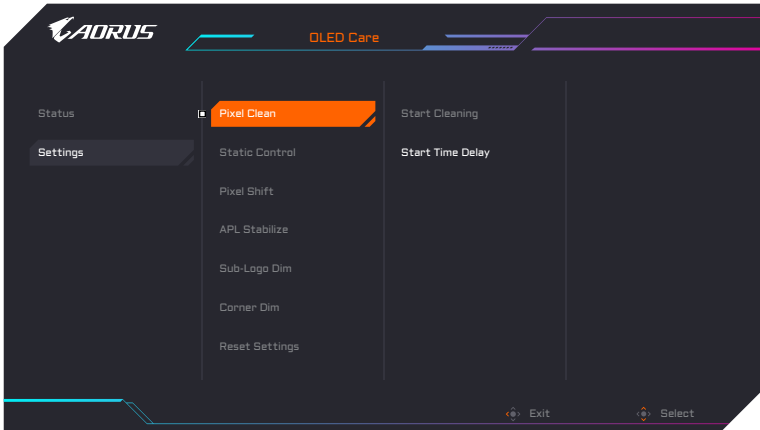 AORUS
OLED Care
Status
Settings
Pixel Clean
Static Control
Pixel Shift
APL Stabilize
Sub-Logo Dim
Corner Dim
Reset Settings
Start Cleaning
Start Time Delay
Exit
Select